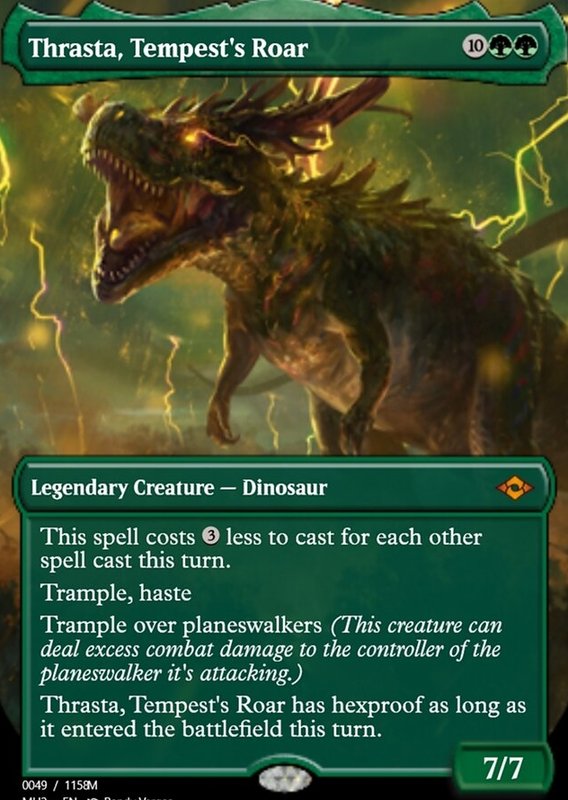 Thrasta, Tempest's Roar 10
Legendary Creature — Dinosaur
This spell costs 3 less to cast for each other
spell cast this turn.
Trample, haste
Trample over planeswalkers (This creature can
deal excess combat damage to the controller of the
planeswalker it's attacking.)
Thrasta, Tempest's Roar has hexproof as long as
it entered the battlefield this turn.
7/7
0049 / 1158M